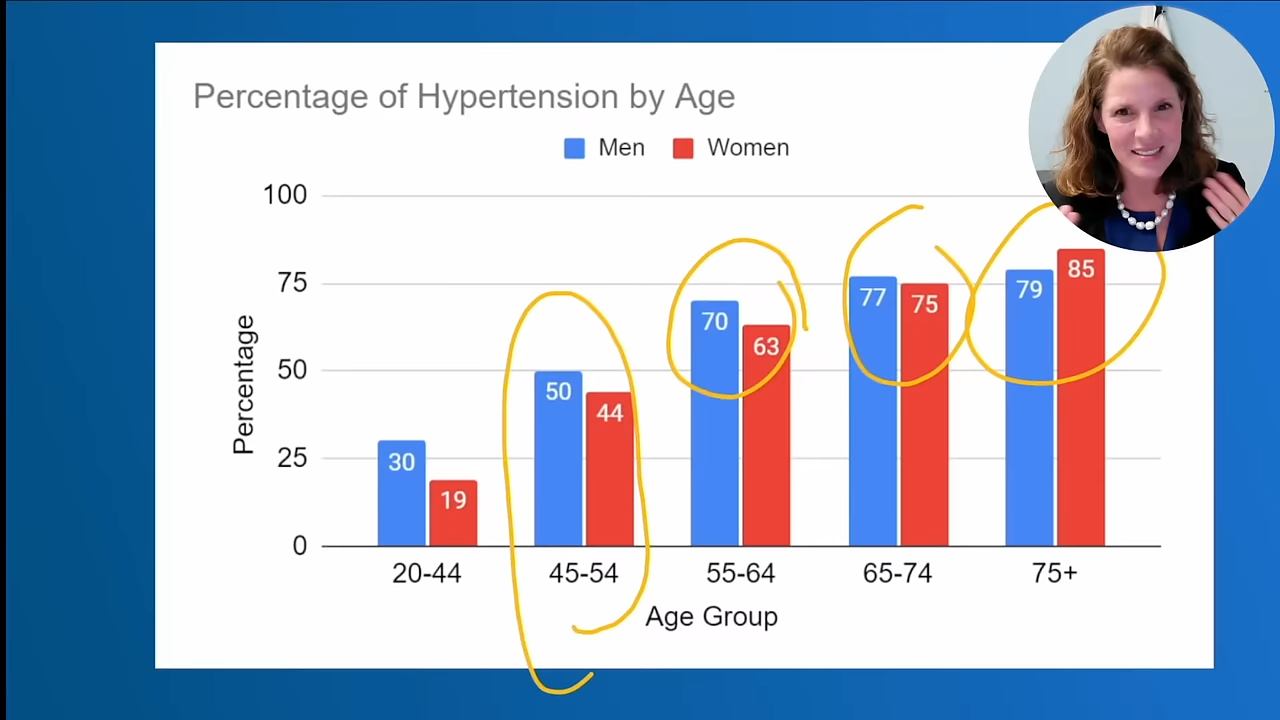 Percentage of Hypertension by Age
Men Women
100
75
50
25
0
Percentage
30 19
50 44
70 63
77 75
79 85
20-44 45-54 55-64 65-74 75+
Age Group